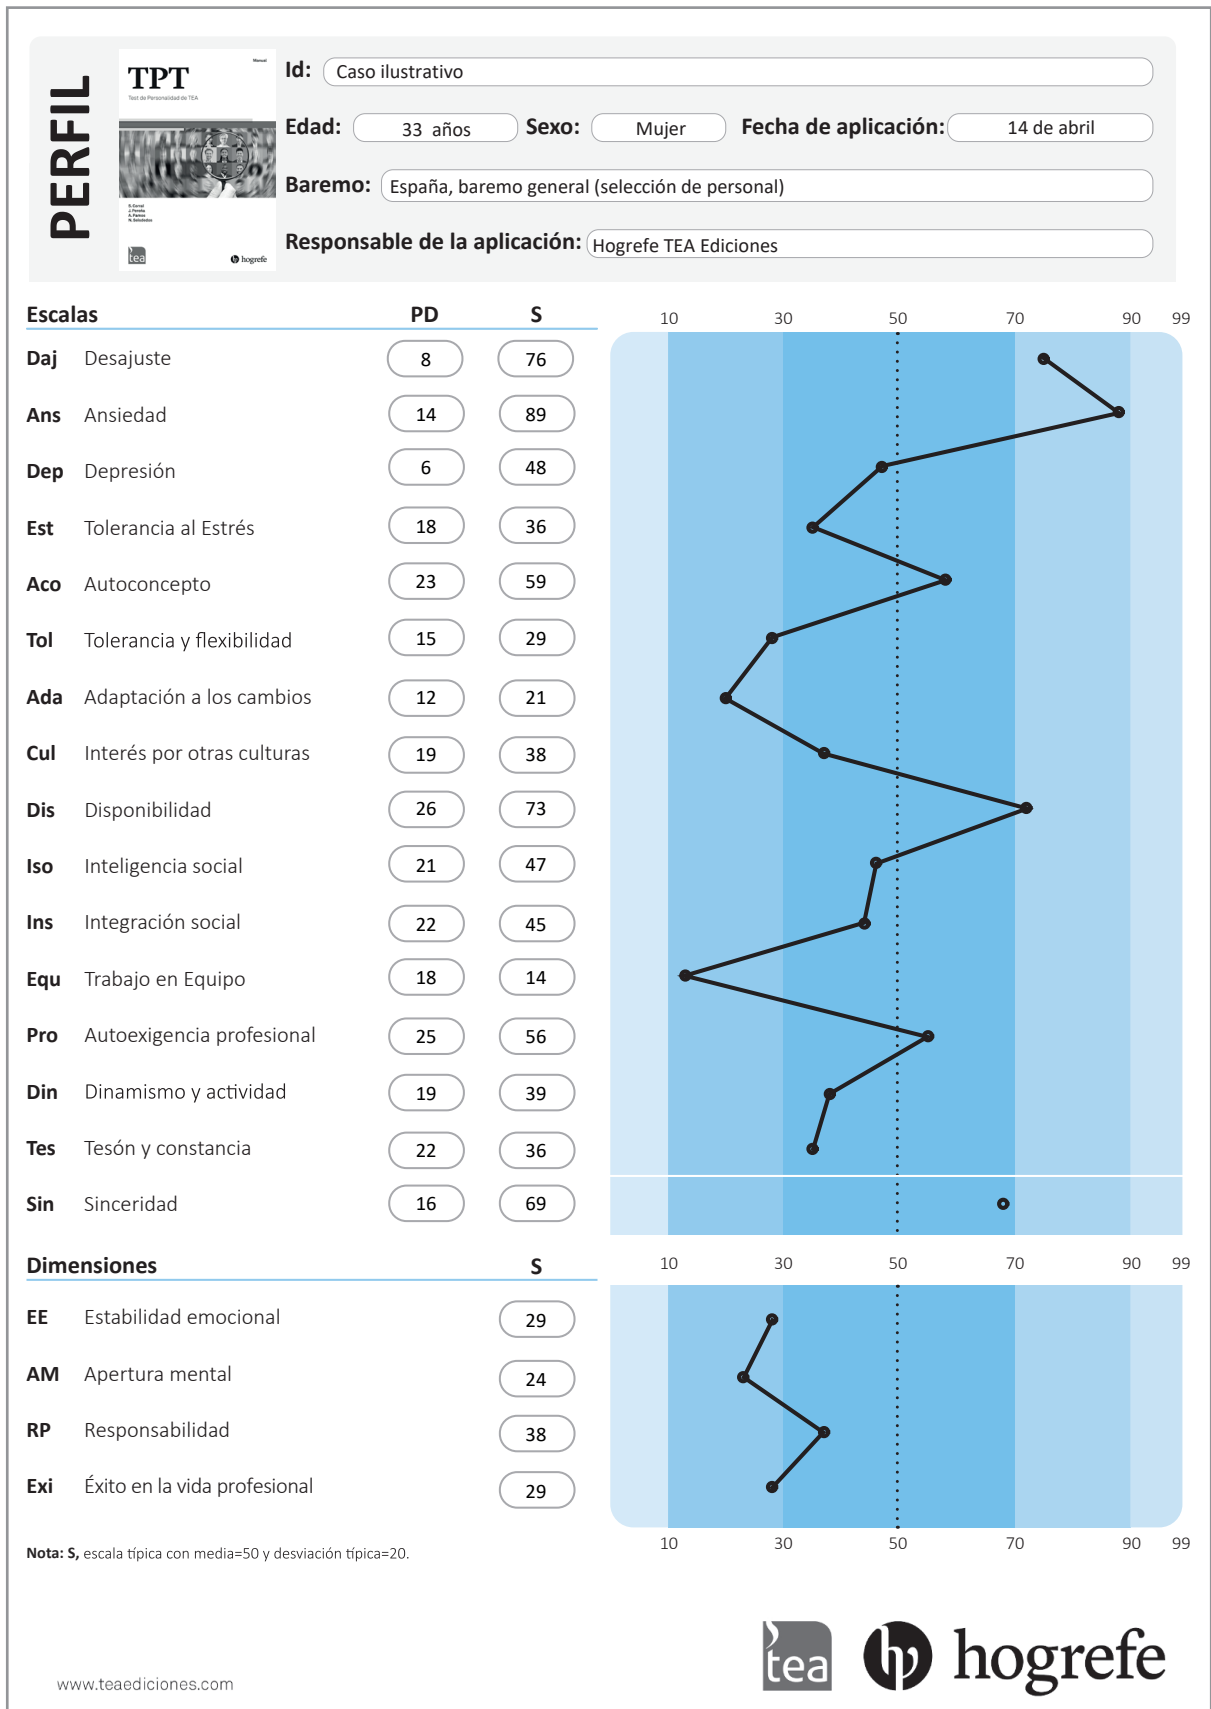 PERFIL
Manual
TPT
Test de Personalidad de TEA
tea
hogrefe
Id: Caso ilustrativo
Edad: 33 años Sexo: Mujer Fecha de aplicación: 14 de abril
Baremo: España, baremo general (selección de personal)
Responsable de la aplicación: Hogrefe TEA Ediciones
Escalas PD S 10 30 50 70 90 99
Daj Desajuste 8 76
Ans Ansiedad 14 89
Dep Depresión 6 48
Est Tolerancia al Estrés 18 36
Aco Autoconcepto 23 59
Tol Tolerancia y flexibilidad 15 29
Ada Adaptación a los cambios 12 21
Cul Interés por otras culturas 19 38
Dis Disponibilidad 26 73
Iso Inteligencia social 21 47
Ins Integración social 22 45
Equ Trabajo en Equipo 18 14
Pro Autoexigencia profesional 25 56
Din Dinamismo y actividad 19 39
Tes Tesón y constancia 22 36
Sin Sinceridad 16 69
Dimensiones S 10 30 50 70 90 99
EE Estabilidad emocional 29
AM Apertura mental 24
RP Responsabilidad 38
Exi Éxito en la vida profesional 29
10 30 50 70 90 99
Nota: S, escala típica con media=50 y desviación típica=20.
www.teaediciones.com
tea hogrefe